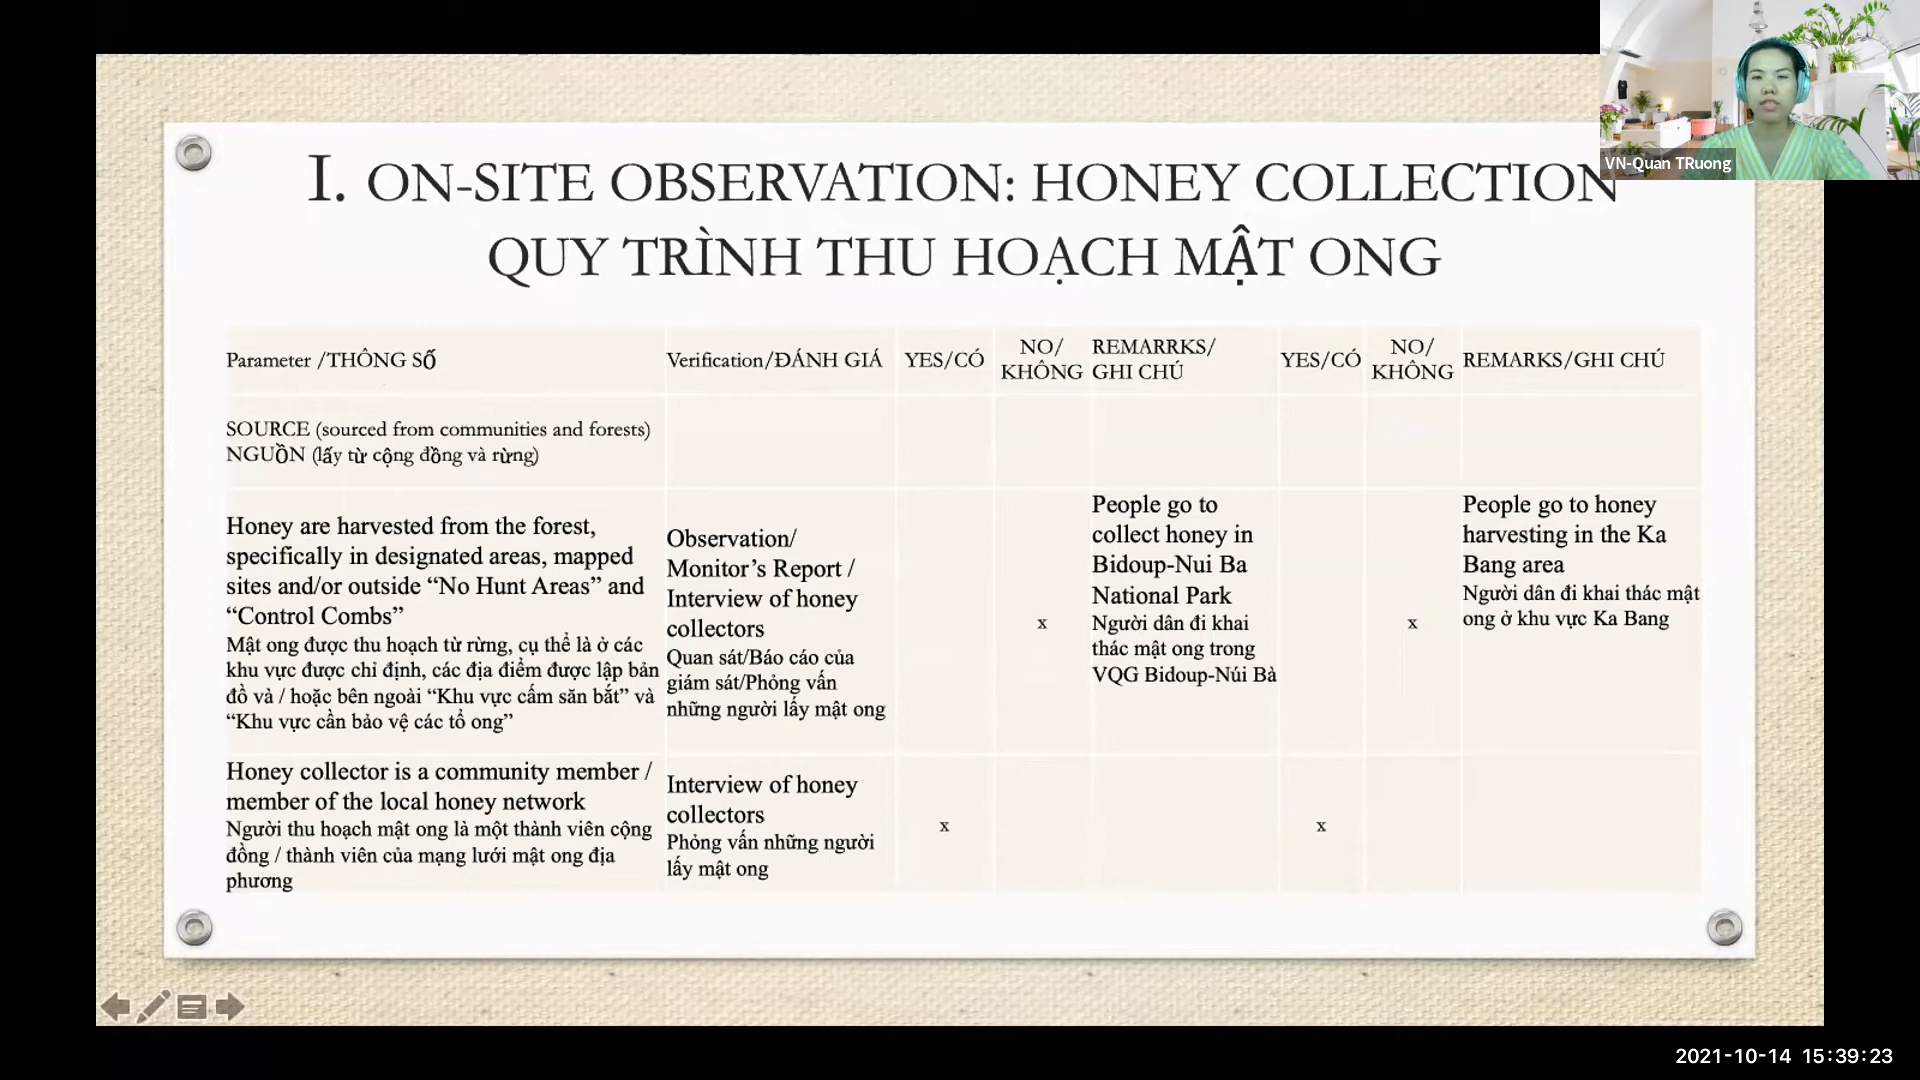 VN-Quan TRuong
I. ON-SITE OBSERVATION: HONEY COLLECTION
QUY TRÌNH THU HOẠCH MẬT ONG
Parameter /THÔNG SỐ
Verification/ĐÁNH GIÁ
YES/CÓ
NO/
KHÔNG
REMARRKS/
GHI CHÚ
YES/CÓ
NO/
KHÔNG
REMARKS/GHI CHÚ
SOURCE (sourced from communities and forests)
NGUỒN (lấy từ cộng đồng và rừng)
Honey are harvested from the forest,
specifically in designated areas, mapped
sites and/or outside “No Hunt Areas” and
“Control Combs”
Mật ong được thu hoạch từ rừng, cụ thể là ở các
khu vực được chỉ định, các địa điểm được lập bản
đồ và / hoặc bên ngoài “Khu vực cấm săn bắt” và
“Khu vực cần bảo vệ các tổ ong”
Observation/
Monitor’s Report /
Interview of honey
collectors
Quan sát/Báo cáo của
giám sát/Phỏng vấn
những người lấy mật ong
x
People go to
collect honey in
Bidoup-Nui Ba
National Park
Người dân đi khai
thác mật ong trong
VQG Bidoup-Núi Bà
x
People go to honey
harvesting in the Ka
Bang area
Người dân đi khai thác mật
ong ở khu vực Ka Bang
Honey collector is a community member /
member of the local honey network
Người thu hoạch mật ong là một thành viên cộng
đồng / thành viên của mạng lưới mật ong địa
phương
Interview of honey
collectors
Phỏng vấn những người
lấy mật ong
x
x
2021-10-14 15:39:23